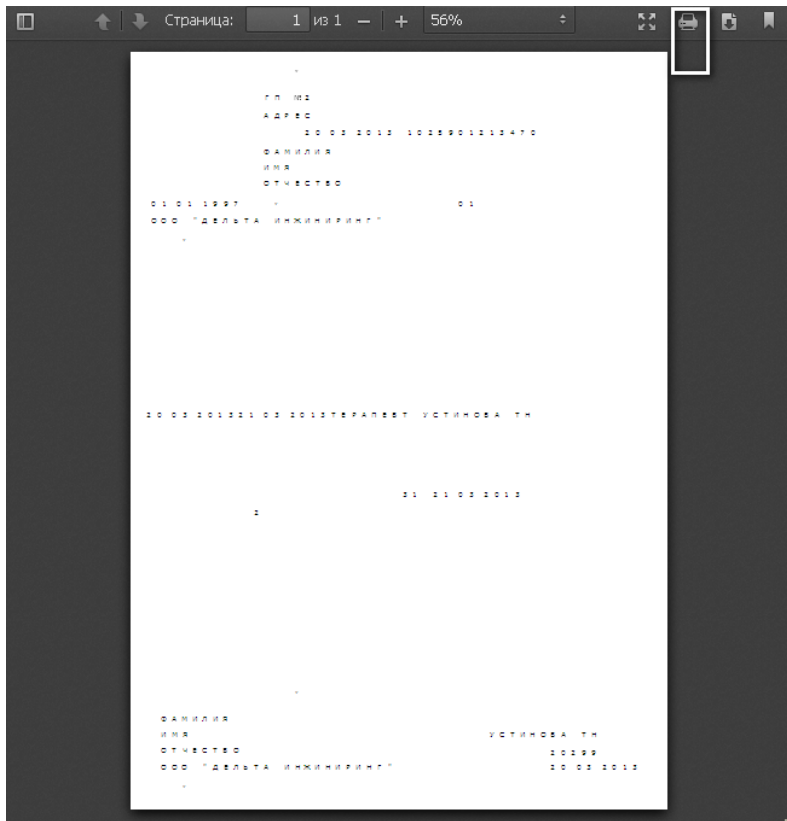 Страница: 1 из 1 56%
ГП №2
АДРЕС
20 03 2013 1025901213470
ФАМИЛИЯ
ИМЯ
ОТЧЕСТВО
01 01 1997 v 01
ООО "ДЕЛЬТА ИНЖИНИРИНГ"
20 03 201321 03 2013ТЕРАПЕВТ УСТИНОВА ТН
31 21 03 2013
2
ФАМИЛИЯ
ИМЯ УСТИНОВА ТН
ОТЧЕСТВО 20299
ООО "ДЕЛЬТА ИНЖИНИРИНГ" 20 03 2013